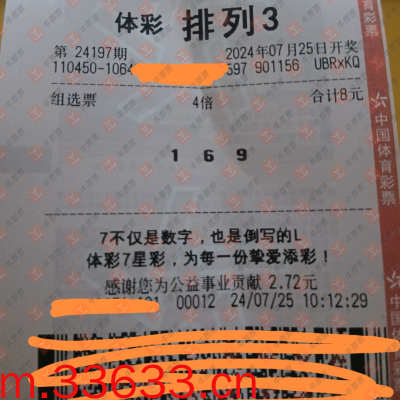 体彩 排列3
第 24197期 2024年07月25日开奖
110450-1064 597 901156 UBRxKQ
组选票 4倍 合计8元
1 6 9
7不仅是数字，也是倒写的L
体彩7星彩，为每一份挚爱添彩！
感谢您为公益事业贡献 2.72元
00012 24/07/25 10:12:29
中国体育彩票
m.33633.cn